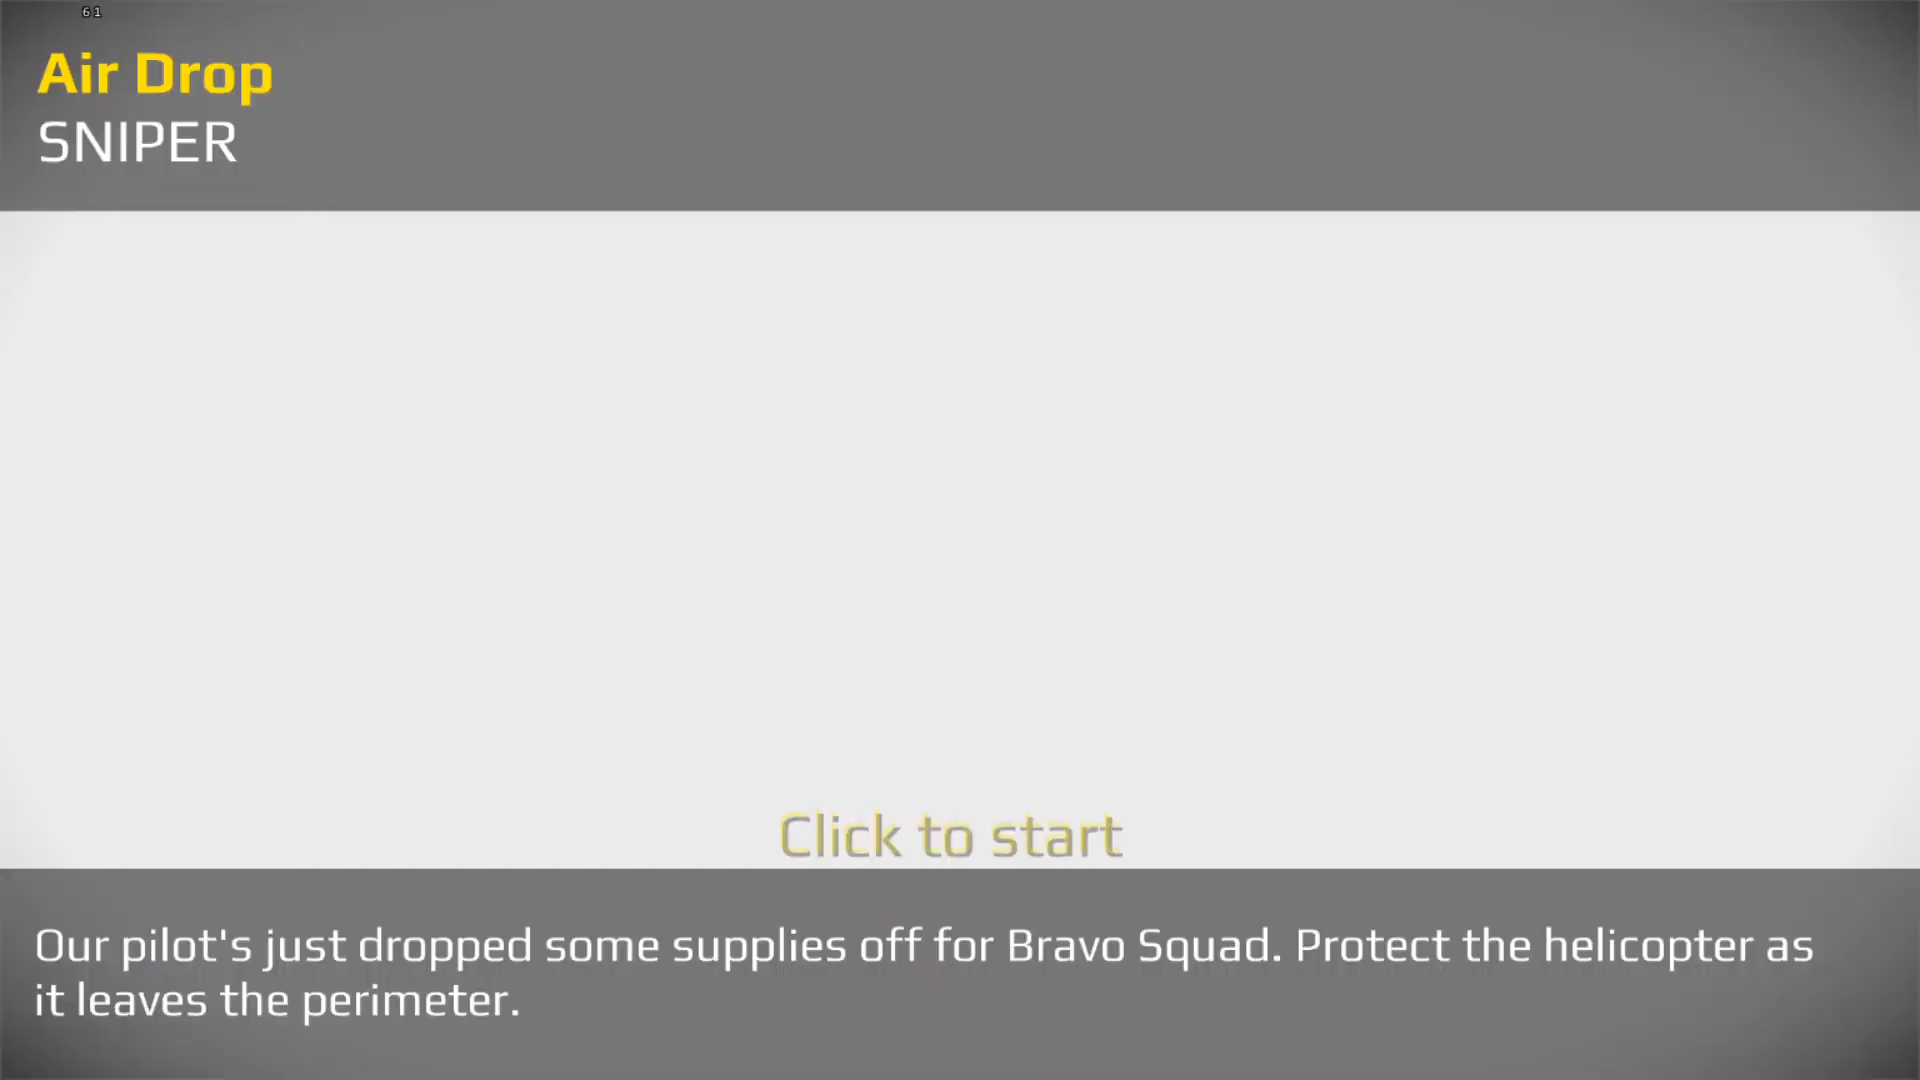 61
Air Drop
SNIPER
Click to start
Our pilot's just dropped some supplies off for Bravo Squad. Protect the helicopter as
it leaves the perimeter.